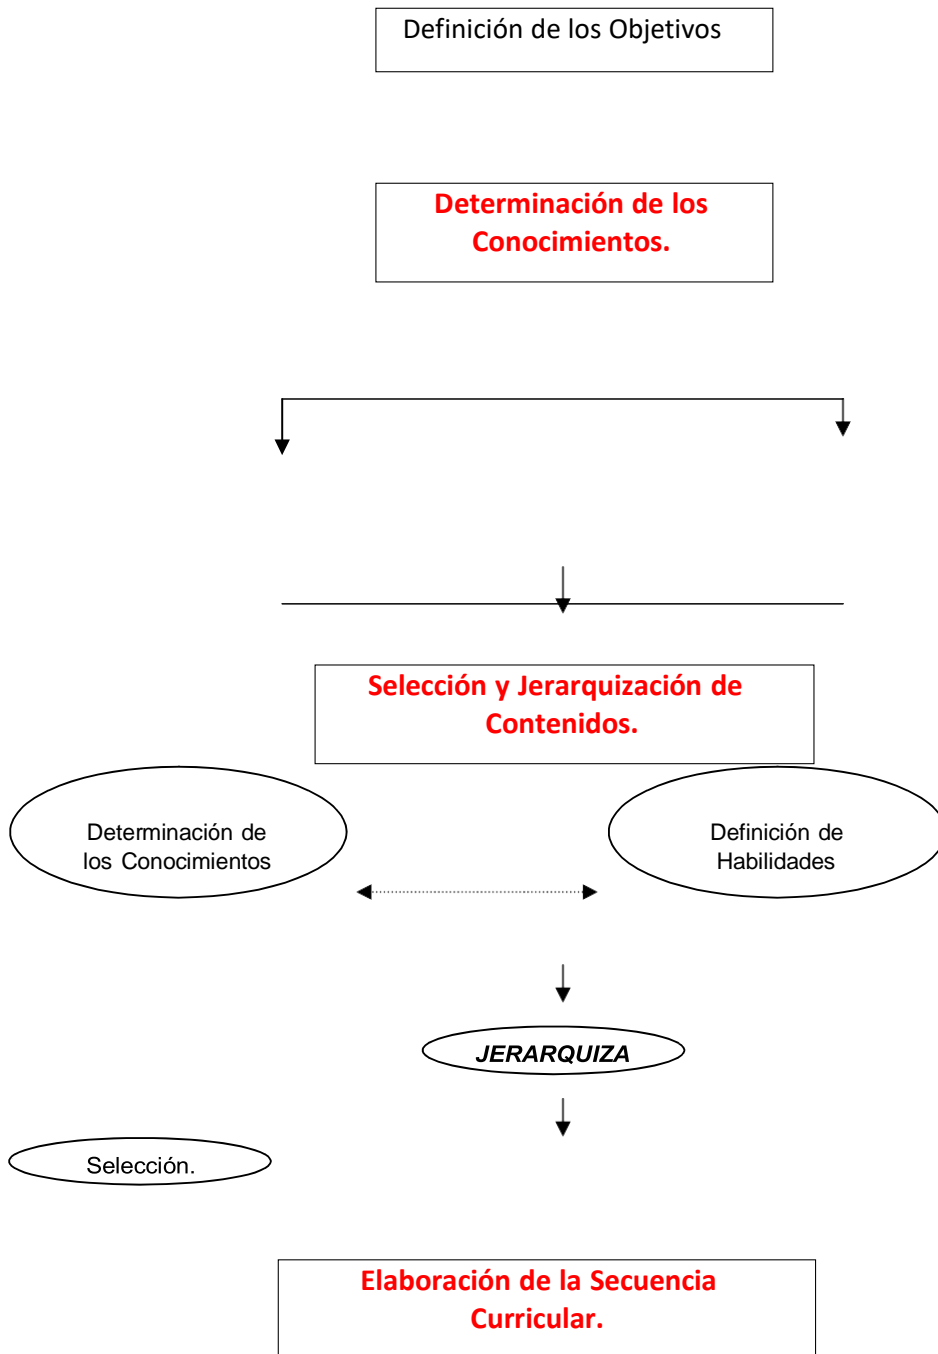 Definición de los Objetivos
Determinación de los
Conocimientos.
Selección y Jerarquización de
Contenidos.
Determinación de
los Conocimientos
Definición de
Habilidades
JERARQUIZA
Selección.
Elaboración de la Secuencia
Curricular.